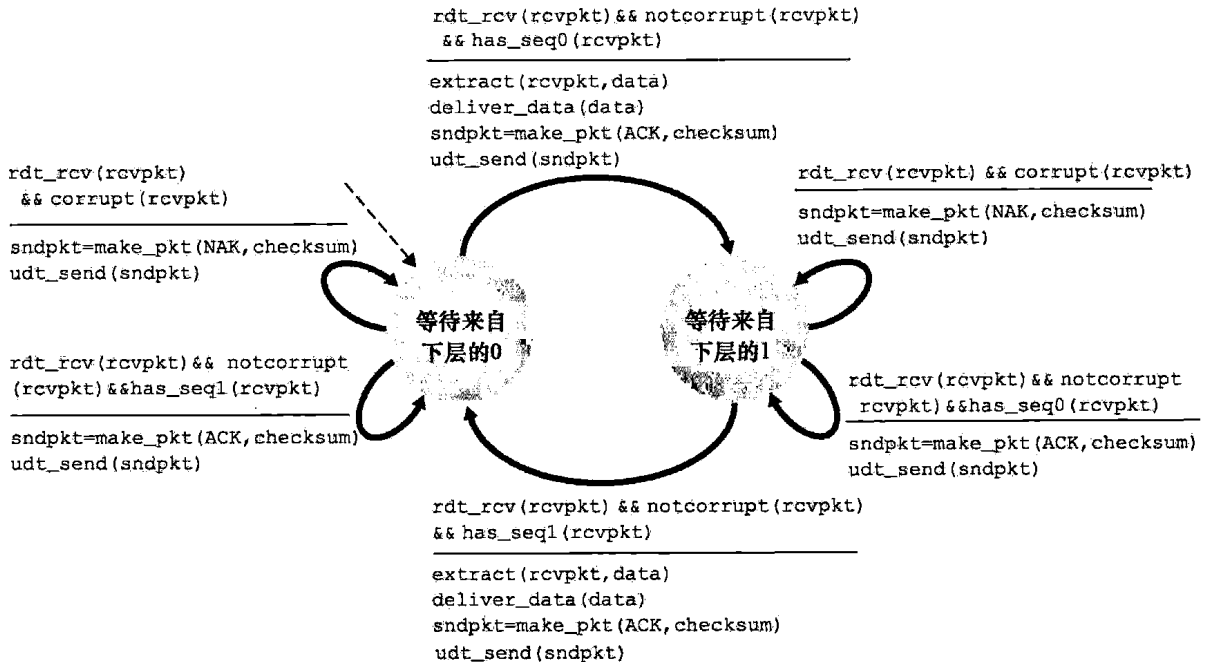 rdt_rcv(rcvpkt)&& notcorrupt(rcvpkt)
&& has_seq0(rcvpkt)
extract(rcvpkt,data)
deliver_data(data)
sndpkt=make_pkt(ACK,checksum)
udt_send(sndpkt)
rdt_rcv(rcvpkt)
&& corrupt(rcvpkt)
sndpkt=make_pkt(NAK,checksum)
udt_send(sndpkt)
rdt_rcv(rcvpkt) && corrupt(rcvpkt)
sndpkt=make_pkt(NAK,checksum)
udt_send(sndpkt)
等待来自
下层的0
等待来自
下层的1
rdt_rcv(rcvpkt)&& notcorrupt
(rcvpkt)&&has_seq1(rcvpkt)
sndpkt=make_pkt(ACK,checksum)
udt_send(sndpkt)
rdt_rcv(rcvpkt)&& notcorrupt
rcvpkt)&&has_seq0(rcvpkt)
sndpkt=make_pkt(ACK,checksum)
udt_send(sndpkt)
rdt_rcv(rcvpkt) && notcorrupt(rcvpkt)
&& has_seq1(rcvpkt)
extract(rcvpkt,data)
deliver_data(data)
sndpkt=make_pkt(ACK,checksum)
udt_send(sndpkt)